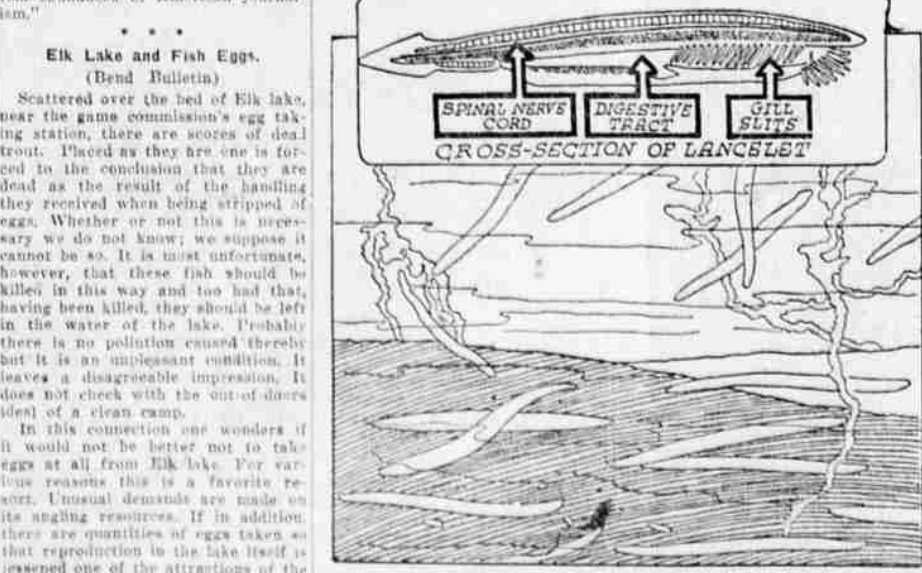 ism."
Elk Lake and Fish Eggs.
(Bend Bulletin)
Scattered over the bed of Elk lake,
near the game commission's egg tak-
ing station, there are scores of dead
trout. Placed as they are one is for-
ced to the conclusion that they are
dead as the result of the handling
they received when being stripped of
eggs. Whether or not this is neces-
sary we do not know; we suppose it
cannot be so. It is most unfortunate,
however, that these fish should be
killed in this way and too bad that,
having been killed, they should be left
in the water of the lake. Probably
there is no pollution caused thereby
but it is an unpleasant condition. It
leaves a disagreeable impression. It
does not check with the out-of-doors
ideal of a clean camp.
In this connection one wonders if
it would not be better not to take
eggs at all from Elk lake. For var-
ious reasons this is a favorite re-
sort. Unusual demands are made on
its angling resources. If in addition,
there are quantities of eggs taken so
that reproduction in the lake itself is
lessened one of the attractions of the
SPINAL NERVE
CORD
DIGESTIVE
TRACT
GILL
SLITS
CROSS-SECTION OF LANCELET